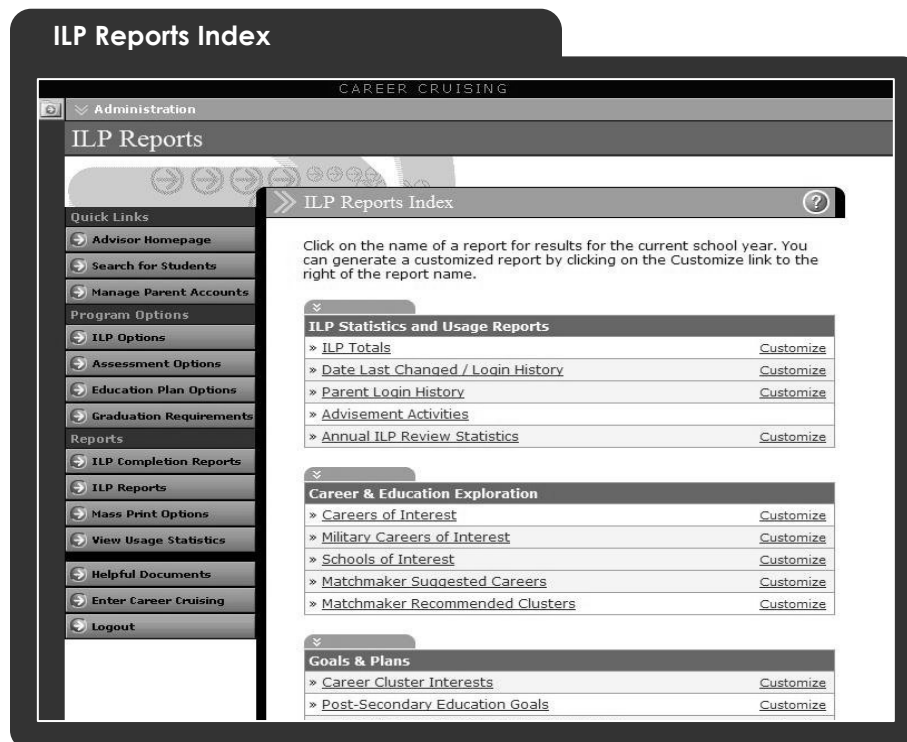 ILP Reports Index
CAREER CRUISING
Administration
ILP Reports
Quick Links
Advisor Homepage
Search for Students
Manage Parent Accounts
Program Options
ILP Options
Assessment Options
Education Plan Options
Graduation Requirements
Reports
ILP Completion Reports
ILP Reports
Mass Print Options
View Usage Statistics
Helpful Documents
Enter Career Cruising
Logout
ILP Reports Index ?
Click on the name of a report for results for the current school year. You
can generate a customized report by clicking on the Customize link to the
right of the report name.
ILP Statistics and Usage Reports
» ILP Totals Customize
» Date Last Changed / Login History Customize
» Parent Login History Customize
» Advisement Activities
» Annual ILP Review Statistics Customize
Career & Education Exploration
» Careers of Interest Customize
» Military Careers of Interest Customize
» Schools of Interest Customize
» Matchmaker Suggested Careers Customize
» Matchmaker Recommended Clusters Customize
Goals & Plans
» Career Cluster Interests Customize
» Post-Secondary Education Goals Customize